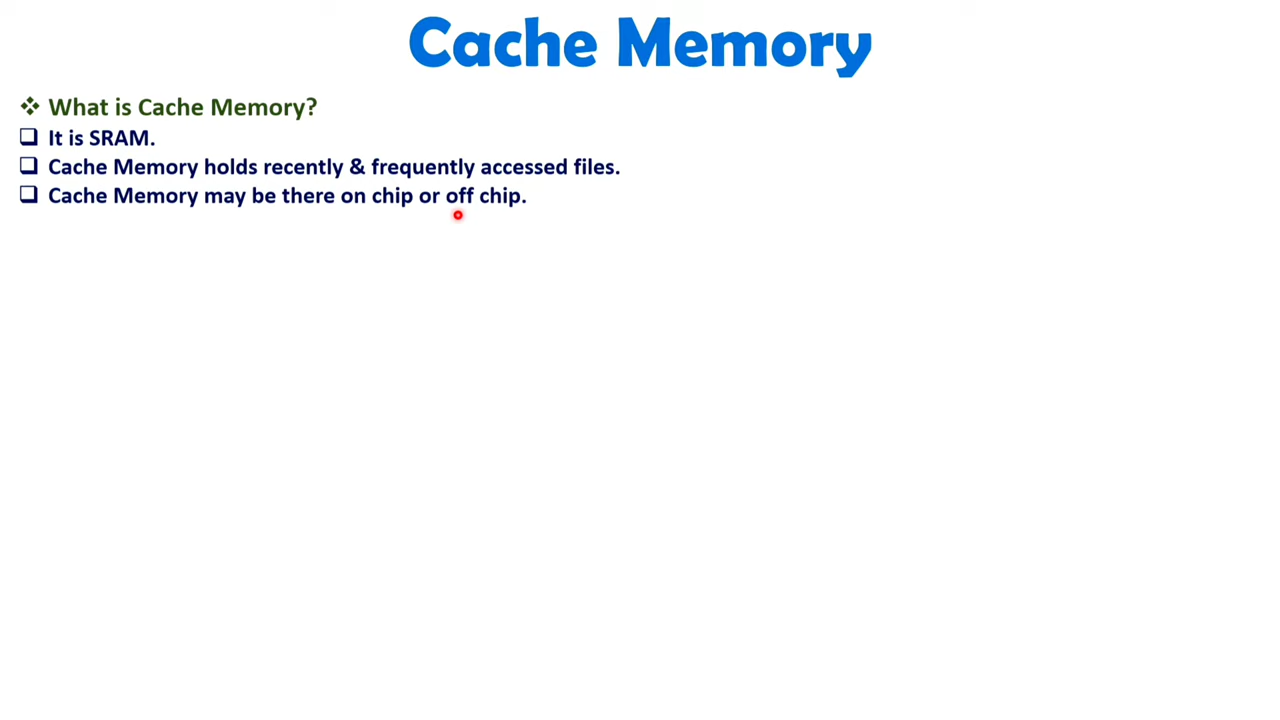 Cache Memory
❖ What is Cache Memory?
❑ It is SRAM.
❑ Cache Memory holds recently & frequently accessed files.
❑ Cache Memory may be there on chip or off chip.